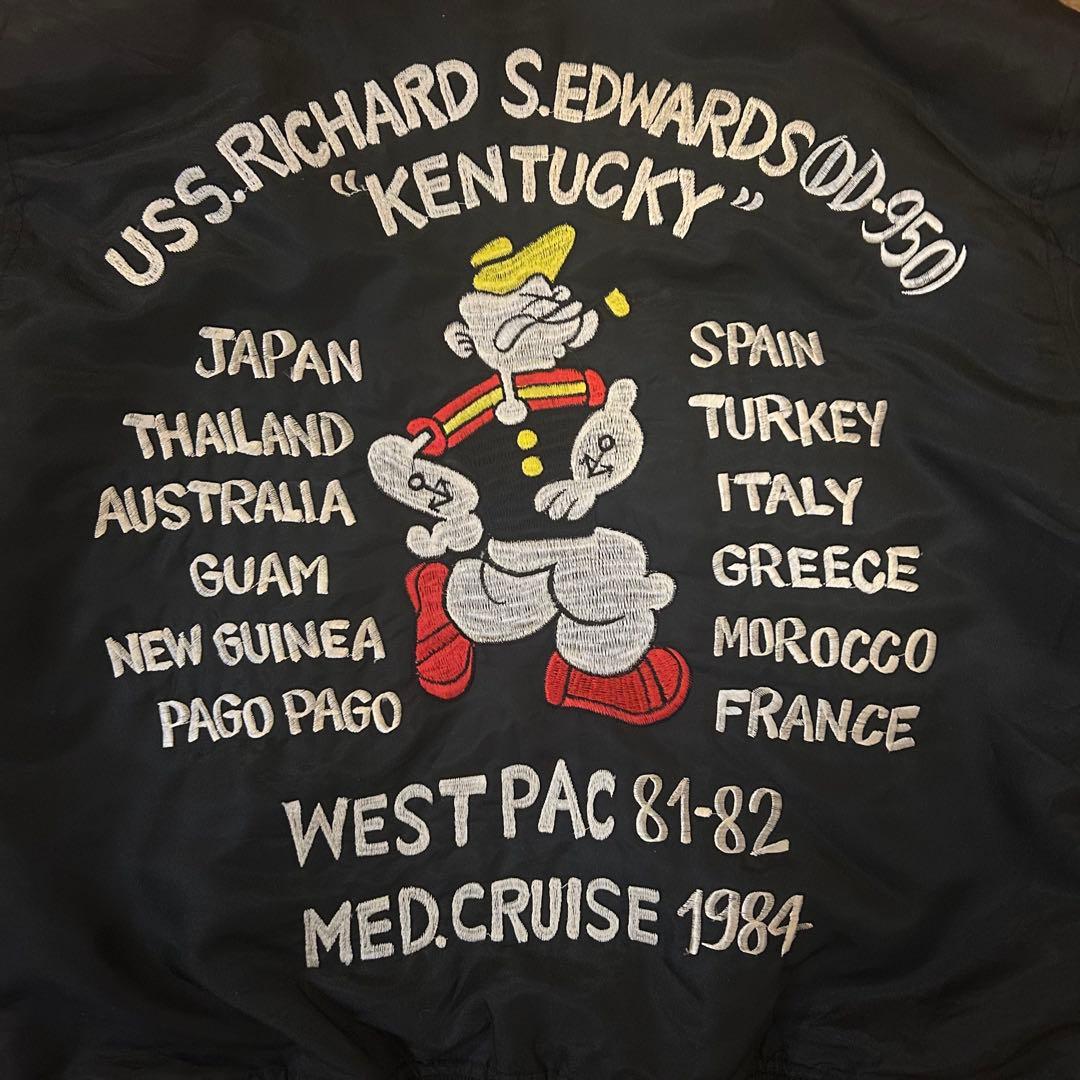 USS.RICHARD S.EDWARDS(DD-950)
"KENTUCKY"
JAPAN
THAILAND
AUSTRALIA
GUAM
NEW GUINEA
PAGO PAGO
SPAIN
TURKEY
ITALY
GREECE
MOROCCO
FRANCE
WEST PAC 81-82
MED.CRUISE 1984